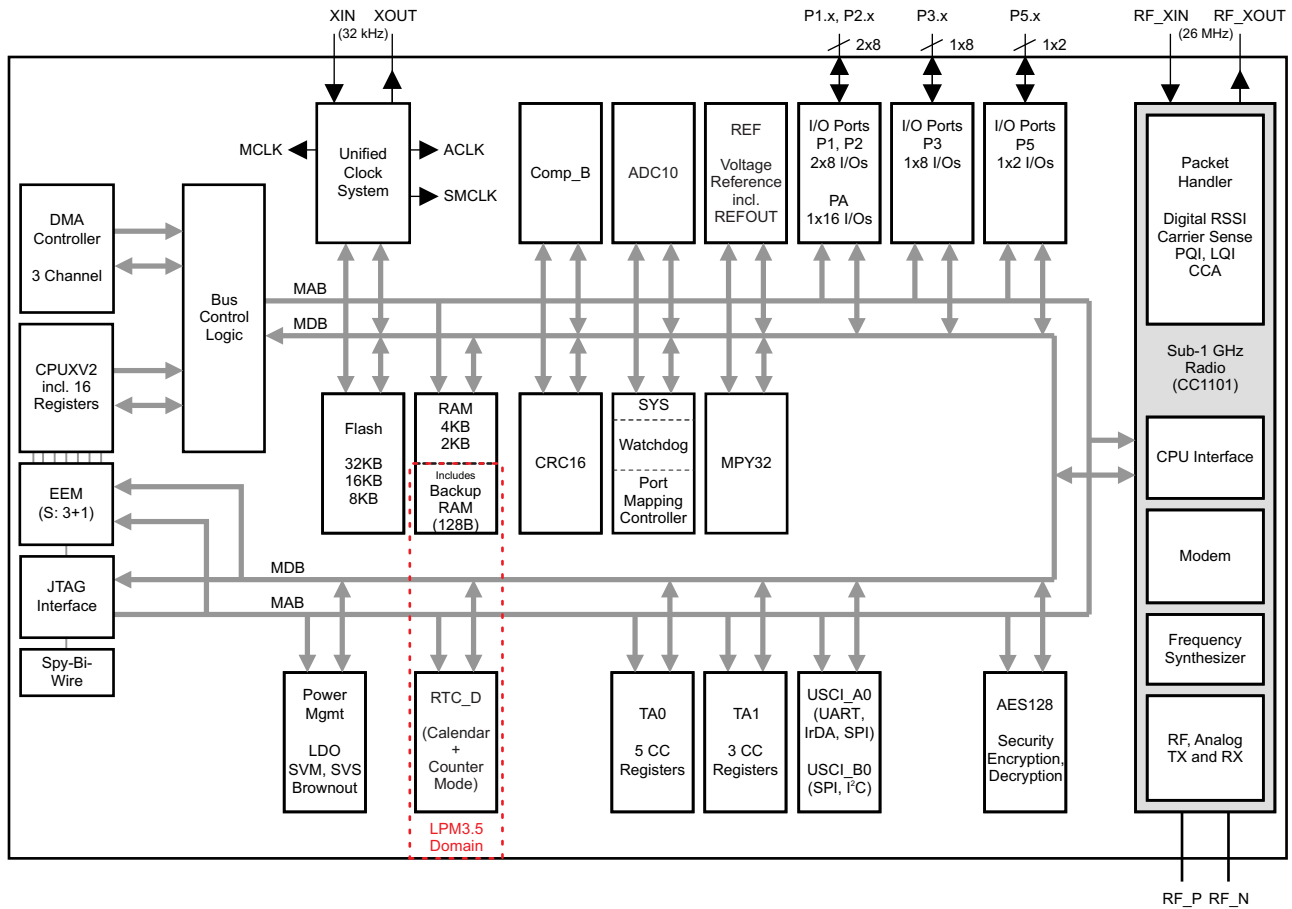 XIN XOUT
(32 kHz)
P1.x, P2.x
2x8
P3.x
1x8
P5.x
1x2
RF_XIN RF_XOUT
(26 MHz)
MCLK
Unified
Clock
System
ACLK
SMCLK
Comp_B
ADC10
REF
Voltage
Reference
incl.
REFOUT
I/O Ports
P1, P2
2x8 I/Os
PA
1x16 I/Os
I/O Ports
P3
1x8 I/Os
I/O Ports
P5
1x2 I/Os
Packet
Handler
Digital RSSI
Carrier Sense
PQI, LQI
CCA
DMA
Controller
3 Channel
Bus
Control
Logic
MAB
MDB
CPUXV2
incl. 16
Registers
Sub-1 GHz
Radio
(CC1101)
Flash
32KB
16KB
8KB
RAM
4KB
2KB
Includes
Backup
RAM
(128B)
CRC16
SYS
Watchdog
Port
Mapping
Controller
MPY32
CPU Interface
EEM
(S: 3+1)
Modem
JTAG
Interface
MDB
MAB
Spy-Bi-
Wire
Frequency
Synthesizer
Power
Mgmt
LDO
SVM, SVS
Brownout
RTC_D
(Calendar
+
Counter
Mode)
LPM3.5
Domain
TA0
5 CC
Registers
TA1
3 CC
Registers
USCI_A0
(UART,
IrDA, SPI)
USCI_B0
(SPI, I²C)
AES128
Security
Encryption,
Decryption
RF, Analog
TX and RX
RF_P RF_N